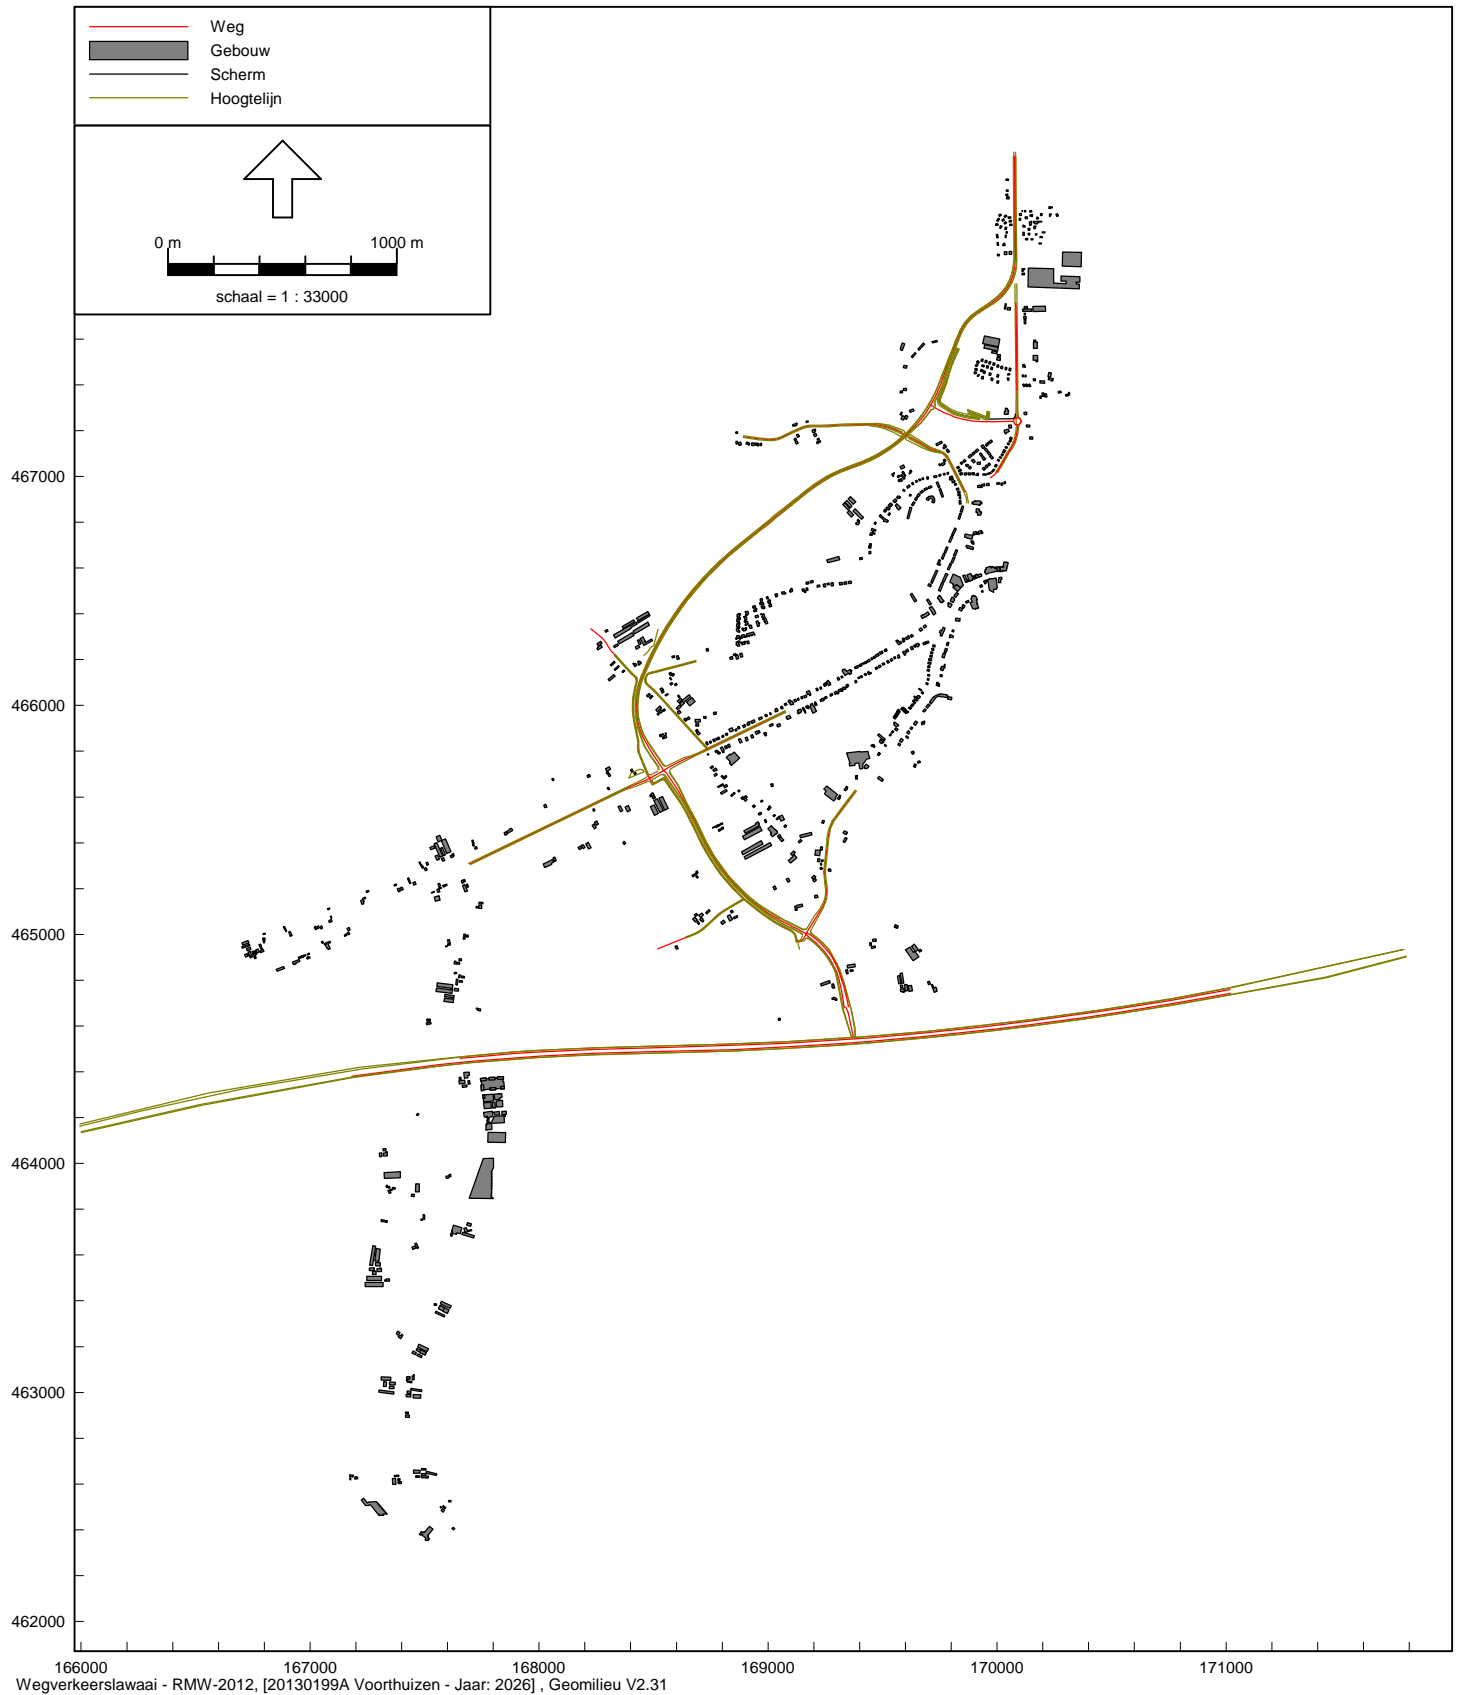 Weg
Gebouw
Scherm
Hoogtelijn
0 m 1000 m
schaal = 1 : 33000
467000
466000
465000
464000
463000
462000
166000 167000 168000 169000 170000 171000
Wegverkeerslawaai - RMW-2012, [20130199A Voorthuizen - Jaar: 2026] , Geomilieu V2.31